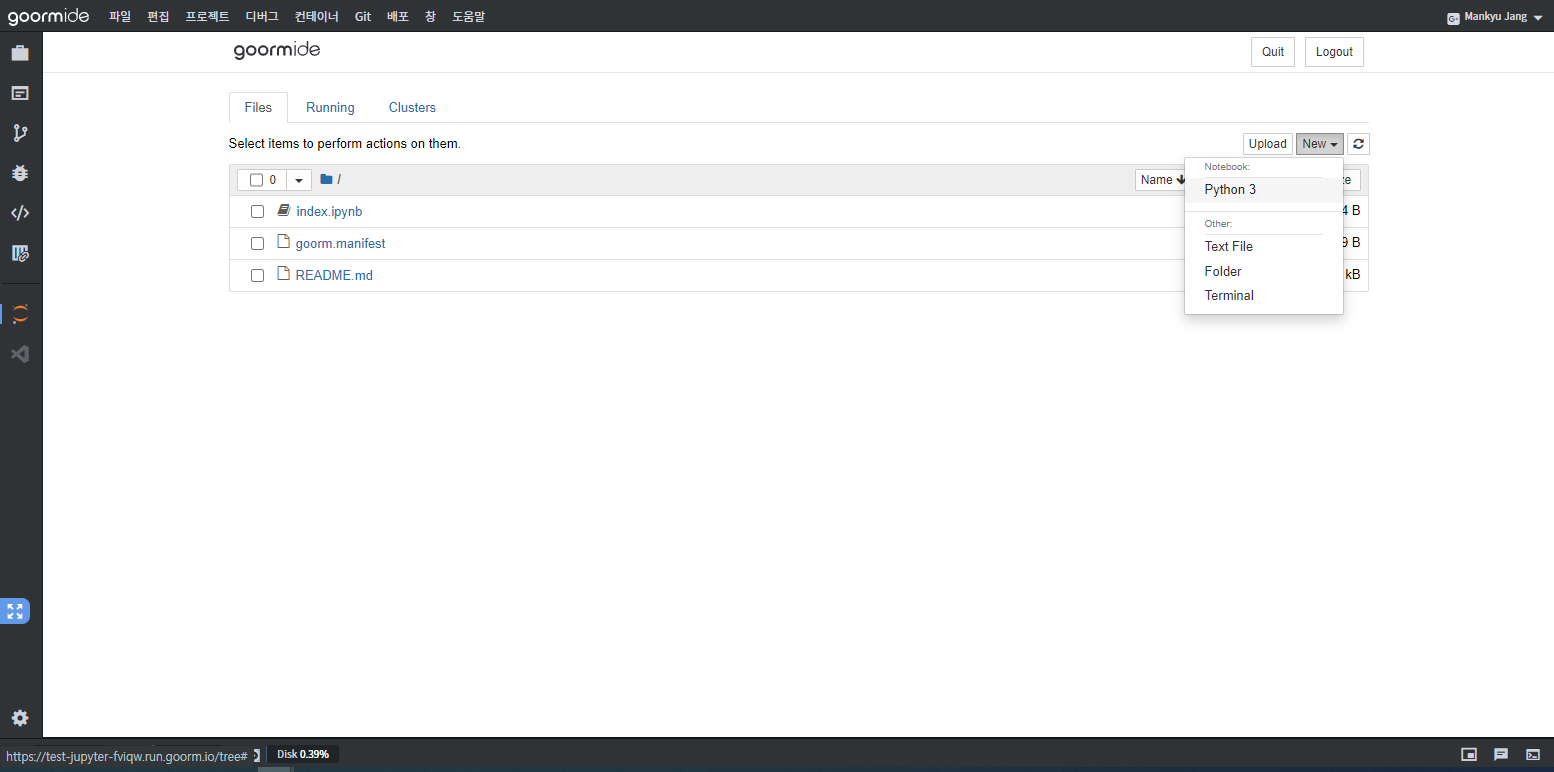 goormide 파일 편집 프로젝트 디버그 컨테이너 Git 배포 창 도움말 G+ Mankyu Jang
goormide Quit Logout
Files Running Clusters
Select items to perform actions on them. Upload New
0 / Name
Notebook:
Python 3
index.ipynb 4 B
Other:
goorm.manifest 9 B
Text File
Folder
README.md kB
Terminal
https://test-jupyter-fviqw.run.goorm.io/tree# Disk 0.39%